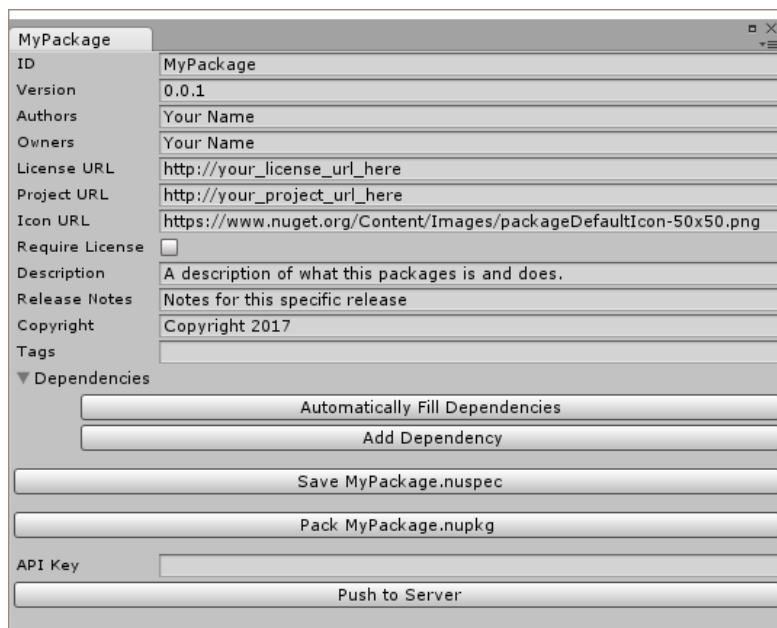 MyPackage
ID MyPackage
Version 0.0.1
Authors Your Name
Owners Your Name
License URL http://your_license_url_here
Project URL http://your_project_url_here
Icon URL https://www.nuget.org/Content/Images/packageDefaultIcon-50x50.png
Require License
Description A description of what this packages is and does.
Release Notes Notes for this specific release
Copyright Copyright 2017
Tags
Dependencies
Automatically Fill Dependencies
Add Dependency
Save MyPackage.nuspec
Pack MyPackage.nupkg
API Key
Push to Server